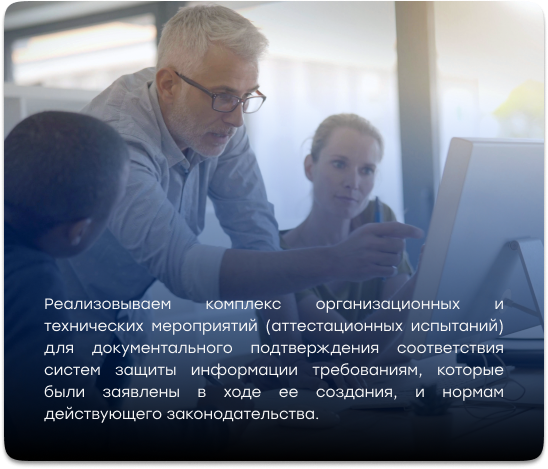 Реализовываем комплекс организационных и
технических мероприятий (аттестационных испытаний)
для документального подтверждения соответствия
систем защиты информации требованиям, которые
были заявлены в ходе ее создания, и нормам
действующего законодательства.